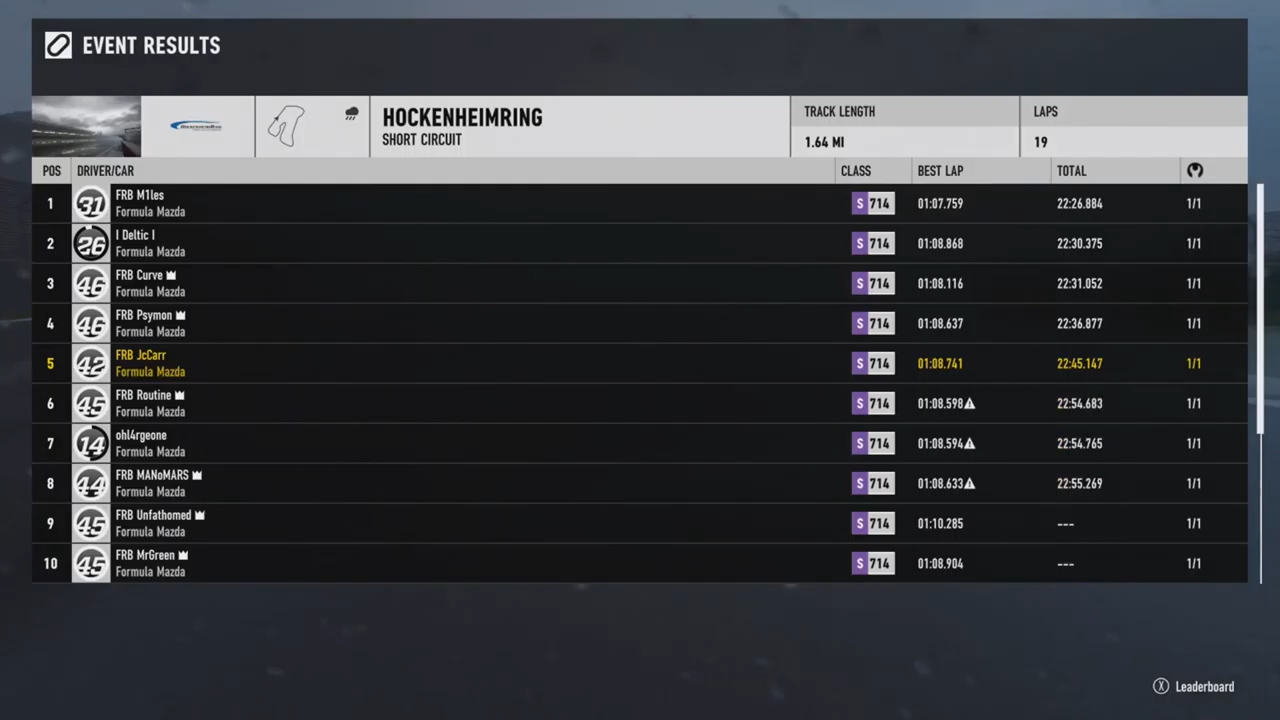 EVENT RESULTS
HOCKENHEIMRING
SHORT CIRCUIT
TRACK LENGTH
1.64 MI
LAPS
19
POS DRIVER/CAR CLASS BEST LAP TOTAL
1 31 FRB M1les Formula Mazda S 714 01:07.759 22:26.884 1/1
2 26 I Deltic I Formula Mazda S 714 01:08.868 22:30.375 1/1
3 46 FRB Curve Formula Mazda S 714 01:08.116 22:31.052 1/1
4 46 FRB Psymon Formula Mazda S 714 01:08.637 22:36.877 1/1
5 42 FRB JcCarr Formula Mazda S 714 01:08.741 22:45.147 1/1
6 45 FRB Routine Formula Mazda S 714 01:08.598 22:54.683 1/1
7 14 ohl4rgeone Formula Mazda S 714 01:08.594 22:54.765 1/1
8 44 FRB MANoMARS Formula Mazda S 714 01:08.633 22:55.269 1/1
9 45 FRB Unfathomed Formula Mazda S 714 01:10.285 --- 1/1
10 45 FRB MrGreen Formula Mazda S 714 01:08.904 --- 1/1
X Leaderboard